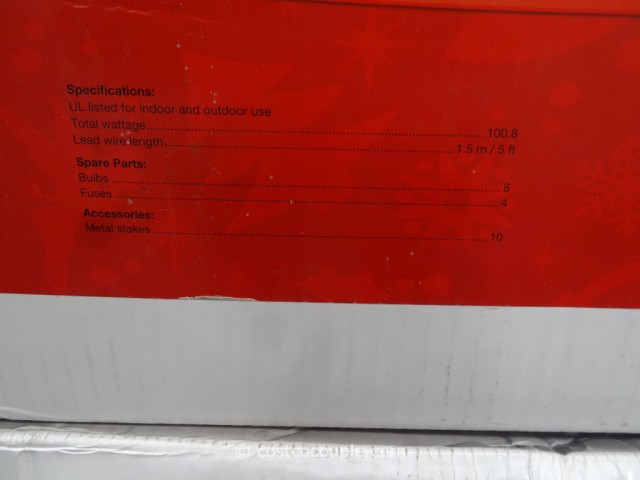 Specifications:
UL listed for indoor and outdoor use
Total wattage........................................100.8
Lead wire length........................................1.5 m / 5 ft
Spare Parts:
Bulbs........................................8
Fuses........................................4
Accessories:
Metal stakes........................................10
© costcocouple.com